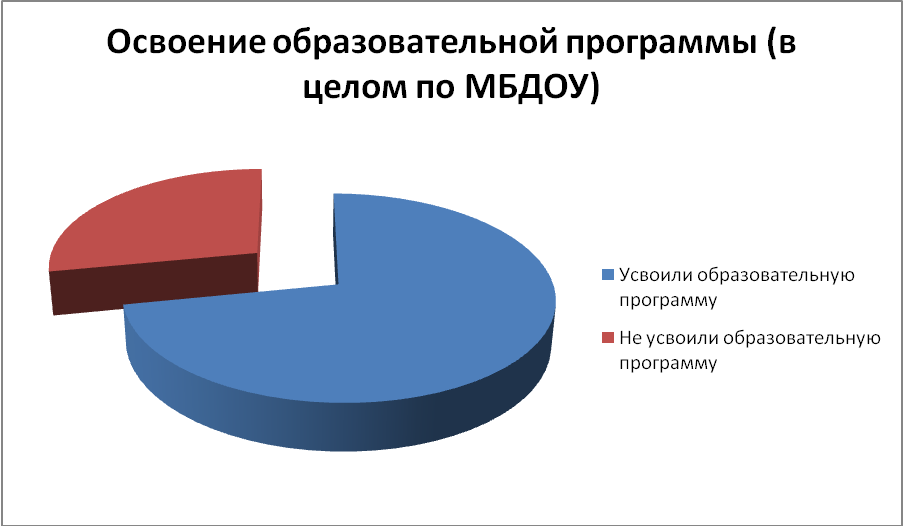 Освоение образовательной программы (в
целом по МБДОУ)
Усвоили образовательную
программу
Не усвоили образовательную
программу